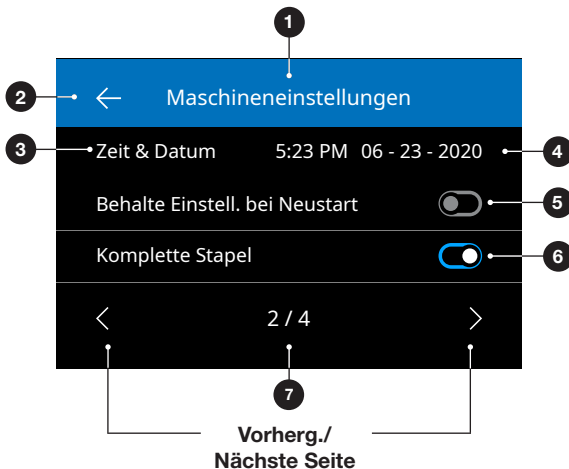 1
2
Maschineneinstellungen
3
Zeit & Datum 5:23 PM 06 - 23 - 2020
4
Behalte Einstell. bei Neustart
5
Komplette Stapel
6
2 / 4
7
Vorherg./
Nächste Seite